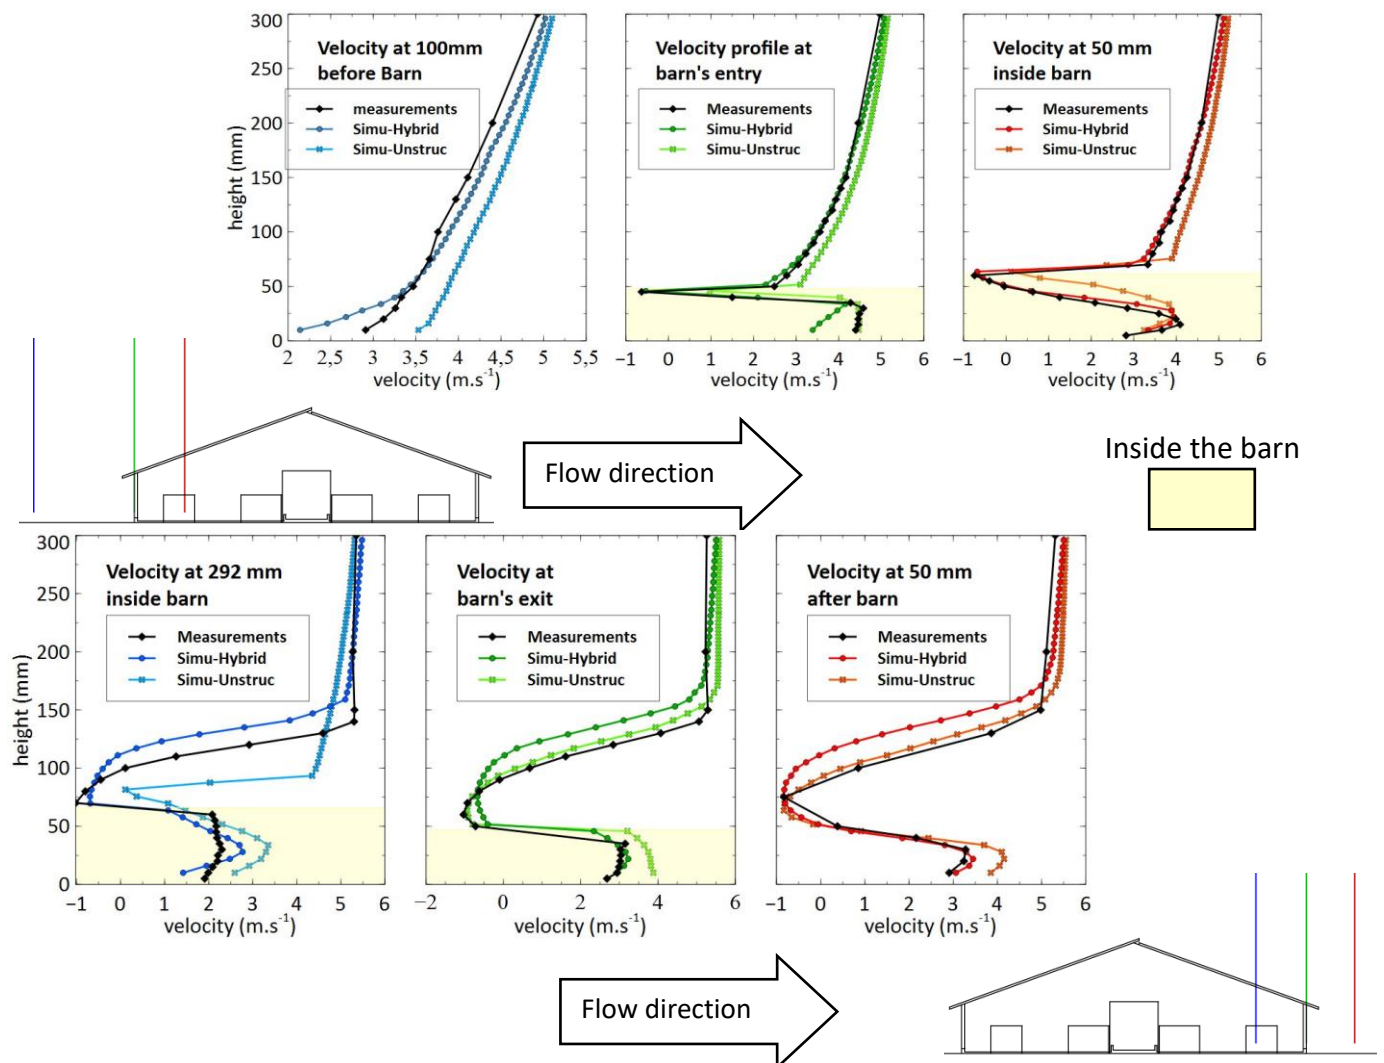 Velocity at 100mm
before Barn
measurements
Simu-Hybrid
Simu-Unstruc
300
250
200
150
100
50
0
height (mm)
2
2,5
3
3,5
4
4,5
5
5,5
velocity (m.s⁻¹)
Velocity profile at
barn's entry
Measurements
Simu-Hybrid
Simu-Unstruc
−1
0
1
2
3
4
5
6
velocity (m.s⁻¹)
Velocity at 50 mm
inside barn
Measurements
Simu-Hybrid
Simu-Unstruc
−1
0
1
2
3
4
5
6
velocity (m.s⁻¹)
Flow direction
Inside the barn
Velocity at 292 mm
inside barn
Measurements
Simu-Hybrid
Simu-Unstruc
300
250
200
150
100
50
0
height (mm)
−1
0
1
2
3
4
5
6
velocity (m.s⁻¹)
Velocity at
barn's exit
Measurements
Simu-Hybrid
Simu-Unstruc
−2
0
2
4
6
velocity (m.s⁻¹)
Velocity at 50 mm
after barn
Measurements
Simu-Hybrid
Simu-Unstruc
−1
0
1
2
3
4
5
6
velocity (m.s⁻¹)
Flow direction